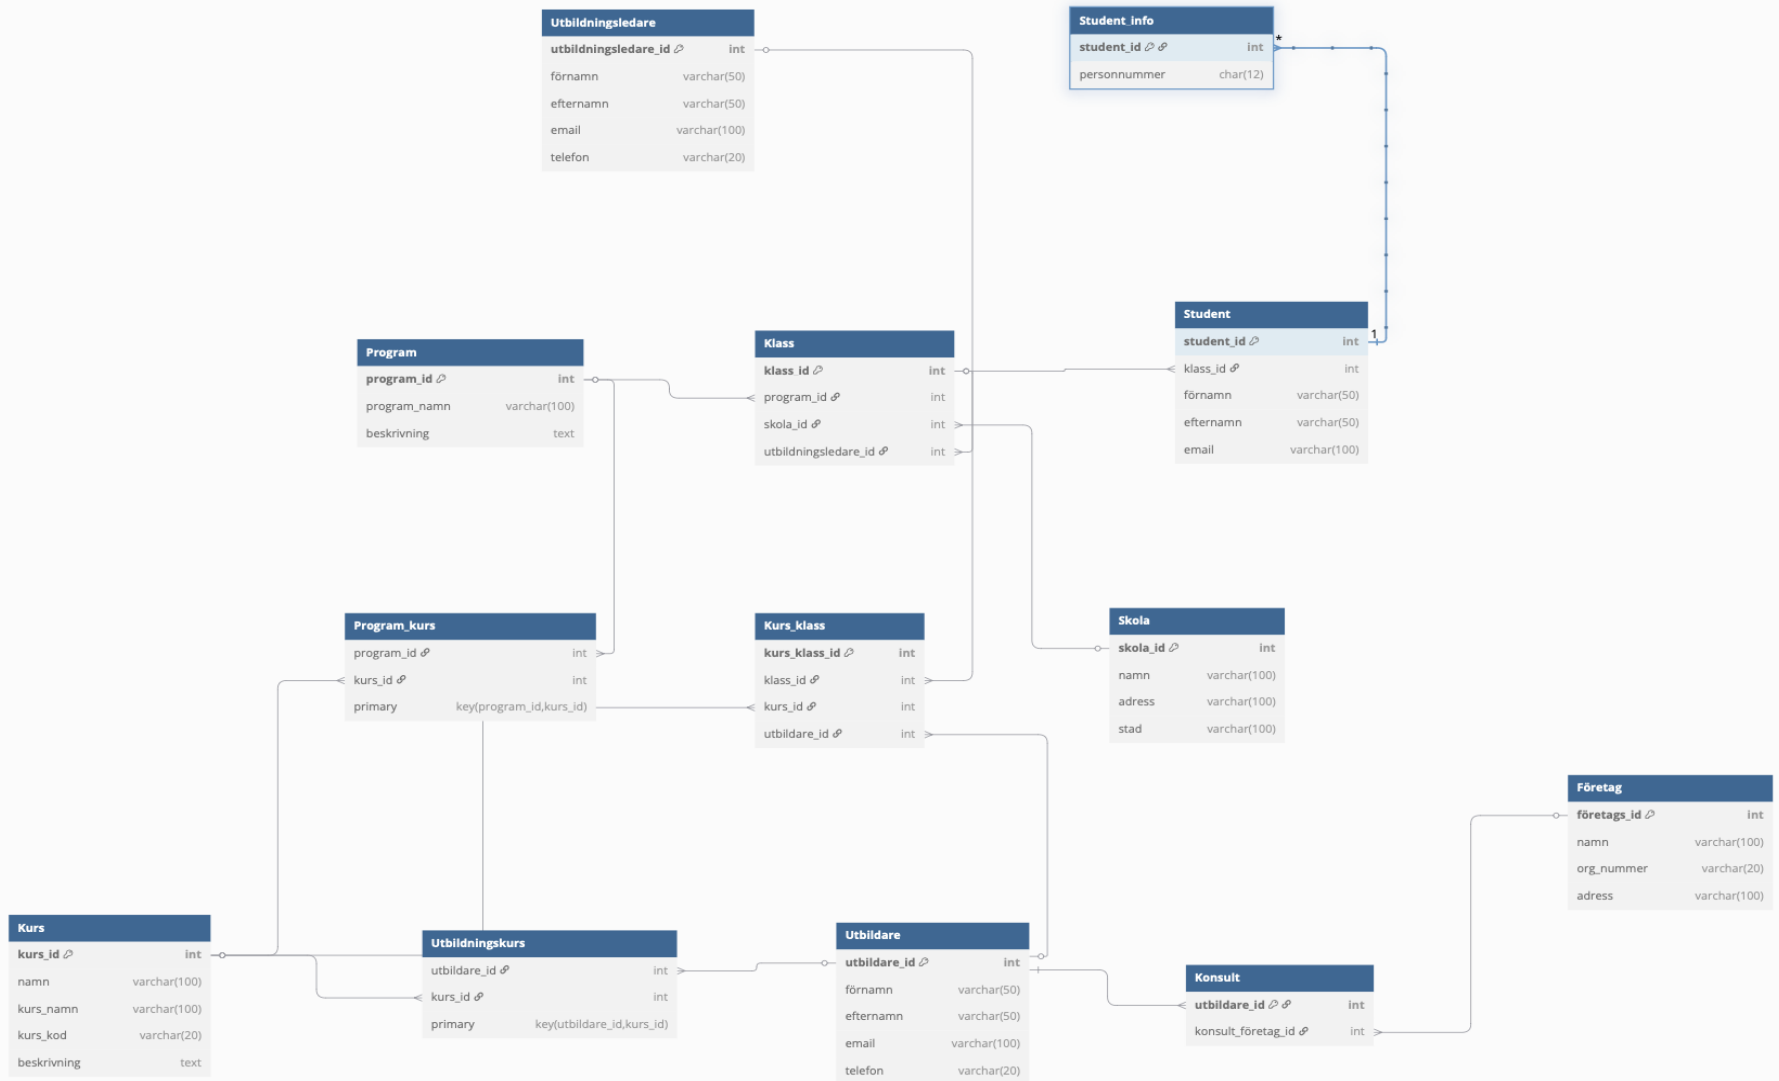 Utbildningsledare
utbildningsledare_id int
förnamn varchar(50)
efternamn varchar(50)
email varchar(100)
telefon varchar(20)
Student_info
student_id int
personnummer char(12)
*
1
Student
student_id int
klass_id int
förnamn varchar(50)
efternamn varchar(50)
email varchar(100)
Program
program_id int
program_namn varchar(100)
beskrivning text
Klass
klass_id int
program_id int
skola_id int
utbildningsledare_id int
Program_kurs
program_id int
kurs_id int
primary key(program_id,kurs_id)
Kurs_klass
kurs_klass_id int
klass_id int
kurs_id int
utbildare_id int
Skola
skola_id int
namn varchar(100)
adress varchar(100)
stad varchar(100)
Företag
företags_id int
namn varchar(100)
org_nummer varchar(20)
adress varchar(100)
Kurs
kurs_id int
namn varchar(100)
kurs_namn varchar(100)
kurs_kod varchar(20)
beskrivning text
Utbildningskurs
utbildare_id int
kurs_id int
primary key(utbildare_id,kurs_id)
Utbildare
utbildare_id int
förnamn varchar(50)
efternamn varchar(50)
email varchar(100)
telefon varchar(20)
Konsult
utbildare_id int
konsult_företag_id int